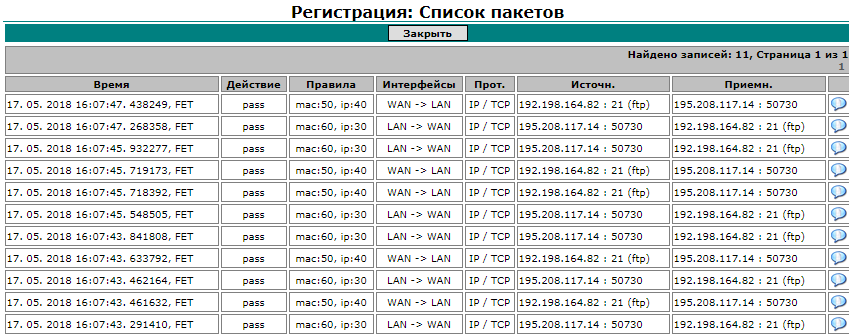 Регистрация: Список пакетов
Закрыть
Найдено записей: 11, Страница 1 из 1
1
Время Действие Правила Интерфейсы Прот. Источн. Приемн.
17. 05. 2018 16:07:47. 438249, FET pass mac:50, ip:40 WAN -> LAN IP / TCP 192.198.164.82 : 21 (ftp) 195.208.117.14 : 50730
17. 05. 2018 16:07:47. 268358, FET pass mac:60, ip:30 LAN -> WAN IP / TCP 195.208.117.14 : 50730 192.198.164.82 : 21 (ftp)
17. 05. 2018 16:07:45. 932277, FET pass mac:60, ip:30 LAN -> WAN IP / TCP 195.208.117.14 : 50730 192.198.164.82 : 21 (ftp)
17. 05. 2018 16:07:45. 719173, FET pass mac:50, ip:40 WAN -> LAN IP / TCP 192.198.164.82 : 21 (ftp) 195.208.117.14 : 50730
17. 05. 2018 16:07:45. 718392, FET pass mac:50, ip:40 WAN -> LAN IP / TCP 192.198.164.82 : 21 (ftp) 195.208.117.14 : 50730
17. 05. 2018 16:07:45. 548505, FET pass mac:60, ip:30 LAN -> WAN IP / TCP 195.208.117.14 : 50730 192.198.164.82 : 21 (ftp)
17. 05. 2018 16:07:43. 841808, FET pass mac:60, ip:30 LAN -> WAN IP / TCP 195.208.117.14 : 50730 192.198.164.82 : 21 (ftp)
17. 05. 2018 16:07:43. 633792, FET pass mac:50, ip:40 WAN -> LAN IP / TCP 192.198.164.82 : 21 (ftp) 195.208.117.14 : 50730
17. 05. 2018 16:07:43. 462164, FET pass mac:60, ip:30 LAN -> WAN IP / TCP 195.208.117.14 : 50730 192.198.164.82 : 21 (ftp)
17. 05. 2018 16:07:43. 461632, FET pass mac:50, ip:40 WAN -> LAN IP / TCP 192.198.164.82 : 21 (ftp) 195.208.117.14 : 50730
17. 05. 2018 16:07:43. 291410, FET pass mac:60, ip:30 LAN -> WAN IP / TCP 195.208.117.14 : 50730 192.198.164.82 : 21 (ftp)